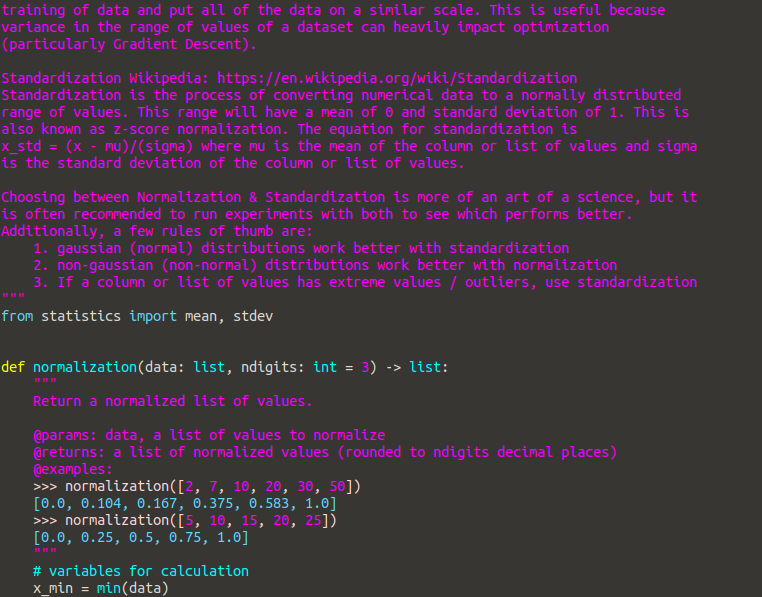 training of data and put all of the data on a similar scale. This is useful because
variance in the range of values of a dataset can heavily impact optimization
(particularly Gradient Descent).

Standardization Wikipedia: https://en.wikipedia.org/wiki/Standardization
Standardization is the process of converting numerical data to a normally distributed
range of values. This range will have a mean of 0 and standard deviation of 1. This is
also known as z-score normalization. The equation for standardization is
x_std = (x - mu)/(sigma) where mu is the mean of the column or list of values and sigma
is the standard deviation of the column or list of values.

Choosing between Normalization & Standardization is more of an art of a science, but it
is often recommended to run experiments with both to see which performs better.
Additionally, a few rules of thumb are:
    1. gaussian (normal) distributions work better with standardization
    2. non-gaussian (non-normal) distributions work better with normalization
    3. If a column or list of values has extreme values / outliers, use standardization
"""
from statistics import mean, stdev


def normalization(data: list, ndigits: int = 3) -> list:
    """
    Return a normalized list of values.

    @params: data, a list of values to normalize
    @returns: a list of normalized values (rounded to ndigits decimal places)
    @examples:
    >>> normalization([2, 7, 10, 20, 30, 50])
    [0.0, 0.104, 0.167, 0.375, 0.583, 1.0]
    >>> normalization([5, 10, 15, 20, 25])
    [0.0, 0.25, 0.5, 0.75, 1.0]
    """
    # variables for calculation
    x_min = min(data)